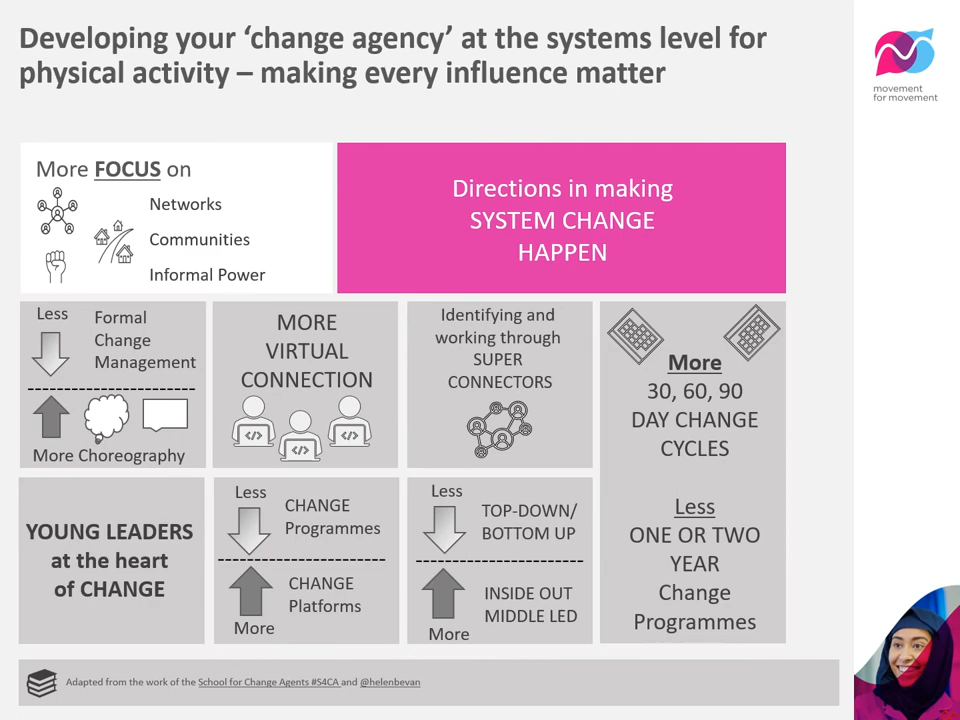 Developing your ‘change agency’ at the systems level for
physical activity – making every influence matter
movement
for movement
More FOCUS on
Networks
Communities
Informal Power
Directions in making
SYSTEM CHANGE
HAPPEN
Less
Formal
Change
Management
More Choreography
MORE
VIRTUAL
CONNECTION
</>
</>
</>
Identifying and
working through
SUPER
CONNECTORS
More
30, 60, 90
DAY CHANGE
CYCLES
Less
ONE OR TWO
YEAR
Change
Programmes
YOUNG LEADERS
at the heart
of CHANGE
Less
CHANGE
Programmes
CHANGE
Platforms
More
Less
TOP-DOWN/
BOTTOM UP
INSIDE OUT
MIDDLE LED
More
Adapted from the work of the School for Change Agents #S4CA and @helenbevan